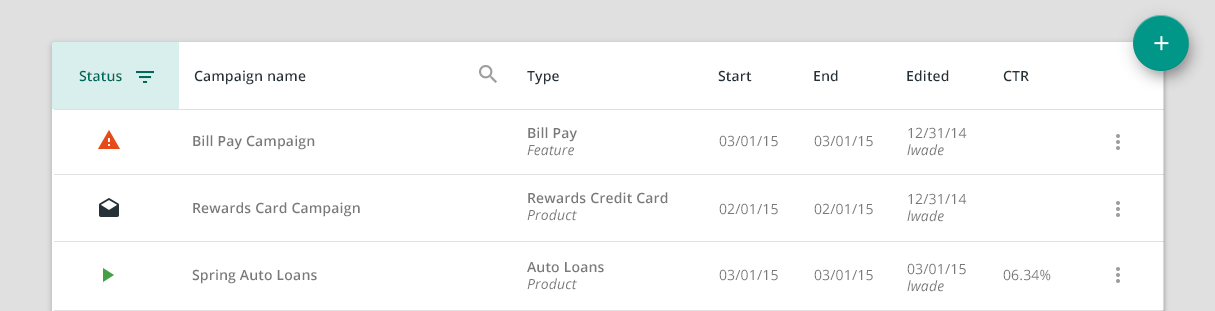 Status Campaign name Type Start End Edited CTR
Bill Pay Campaign Bill Pay 03/01/15 03/01/15 12/31/14
Feature lwade
Rewards Card Campaign Rewards Credit Card 02/01/15 02/01/15 12/31/14
Product lwade
Spring Auto Loans Auto Loans 03/01/15 03/01/15 03/01/15 06.34%
Product lwade